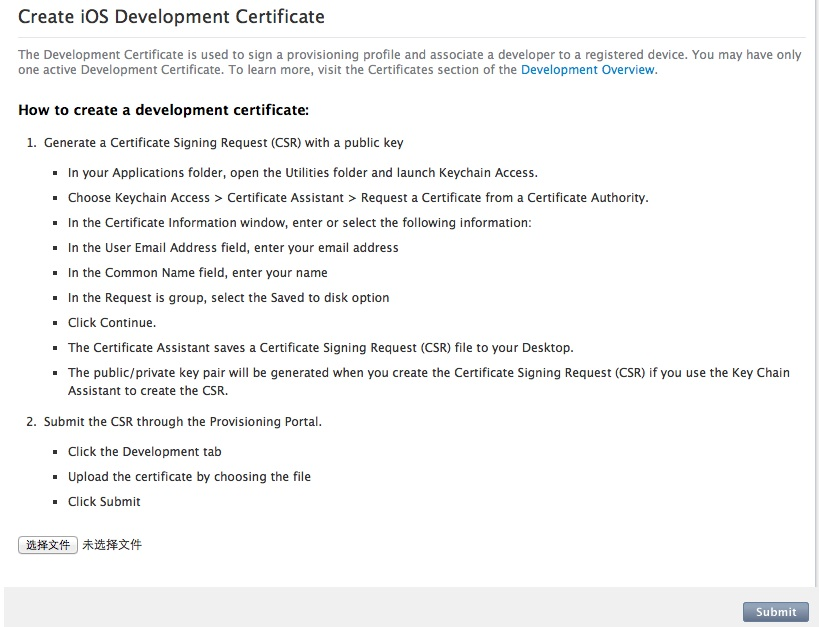 Create iOS Development Certificate
The Development Certificate is used to sign a provisioning profile and associate a developer to a registered device. You may have only
one active Development Certificate. To learn more, visit the Certificates section of the Development Overview.
How to create a development certificate:
1. Generate a Certificate Signing Request (CSR) with a public key
▪ In your Applications folder, open the Utilities folder and launch Keychain Access.
▪ Choose Keychain Access > Certificate Assistant > Request a Certificate from a Certificate Authority.
▪ In the Certificate Information window, enter or select the following information:
▪ In the User Email Address field, enter your email address
▪ In the Common Name field, enter your name
▪ In the Request is group, select the Saved to disk option
▪ Click Continue.
▪ The Certificate Assistant saves a Certificate Signing Request (CSR) file to your Desktop.
▪ The public/private key pair will be generated when you create the Certificate Signing Request (CSR) if you use the Key Chain
Assistant to create the CSR.
2. Submit the CSR through the Provisioning Portal.
▪ Click the Development tab
▪ Upload the certificate by choosing the file
▪ Click Submit
选择文件 未选择文件
Submit